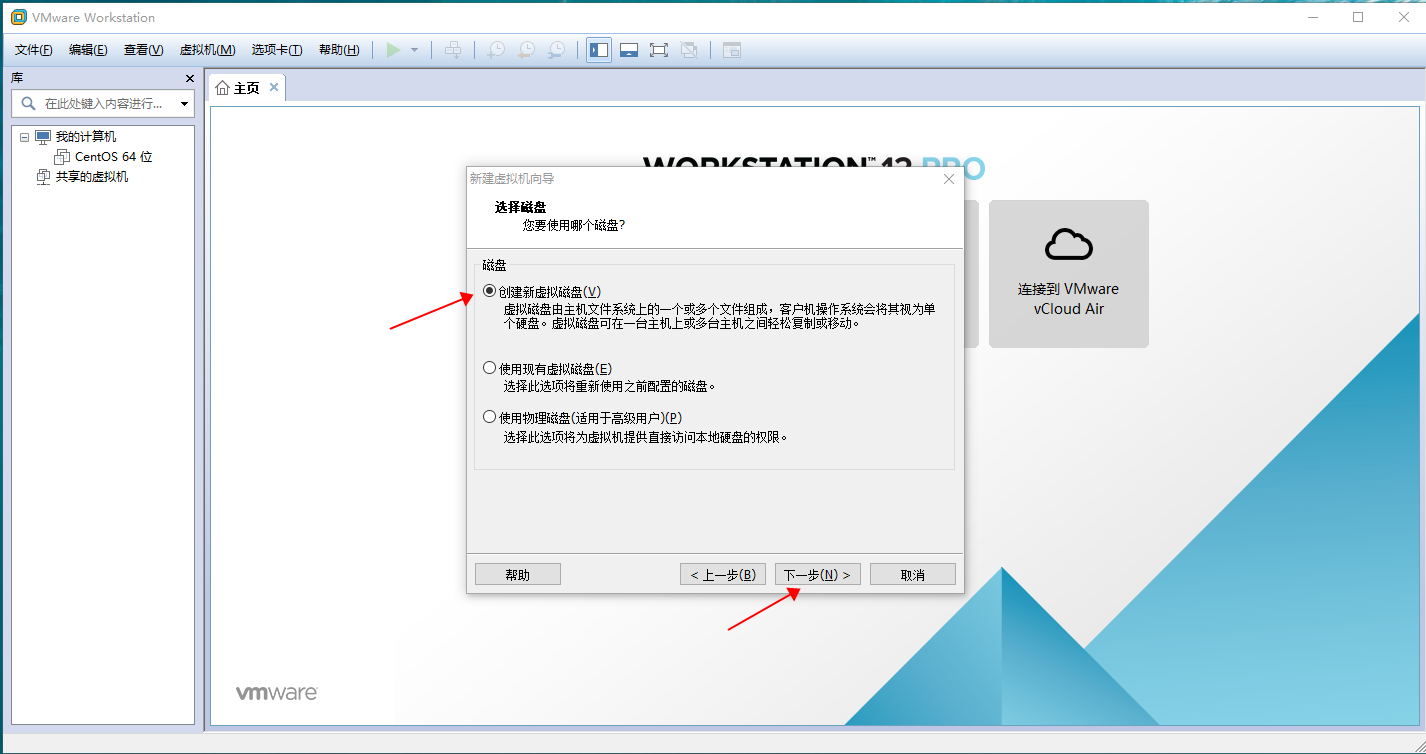 VMware Workstation
文件(F) 编辑(E) 查看(V) 虚拟机(M) 选项卡(T) 帮助(H)
库
主页
在此处键入内容进行...
我的计算机
CentOS 64 位
共享的虚拟机
WORKSTATION™ 12 PRO
新建虚拟机向导
选择磁盘
您要使用哪个磁盘?
磁盘
创建新虚拟磁盘(V)
虚拟磁盘由主机文件系统上的一个或多个文件组成，客户机操作系统会将其视为单
个硬盘。虚拟磁盘可在一台主机上或多台主机之间轻松复制或移动。
使用现有虚拟磁盘(E)
选择此选项将重新使用之前配置的磁盘。
使用物理磁盘(适用于高级用户)(P)
选择此选项将为虚拟机提供直接访问本地硬盘的权限。
帮助
< 上一步(B)
下一步(N) >
取消
连接到 VMware
vCloud Air
vmware